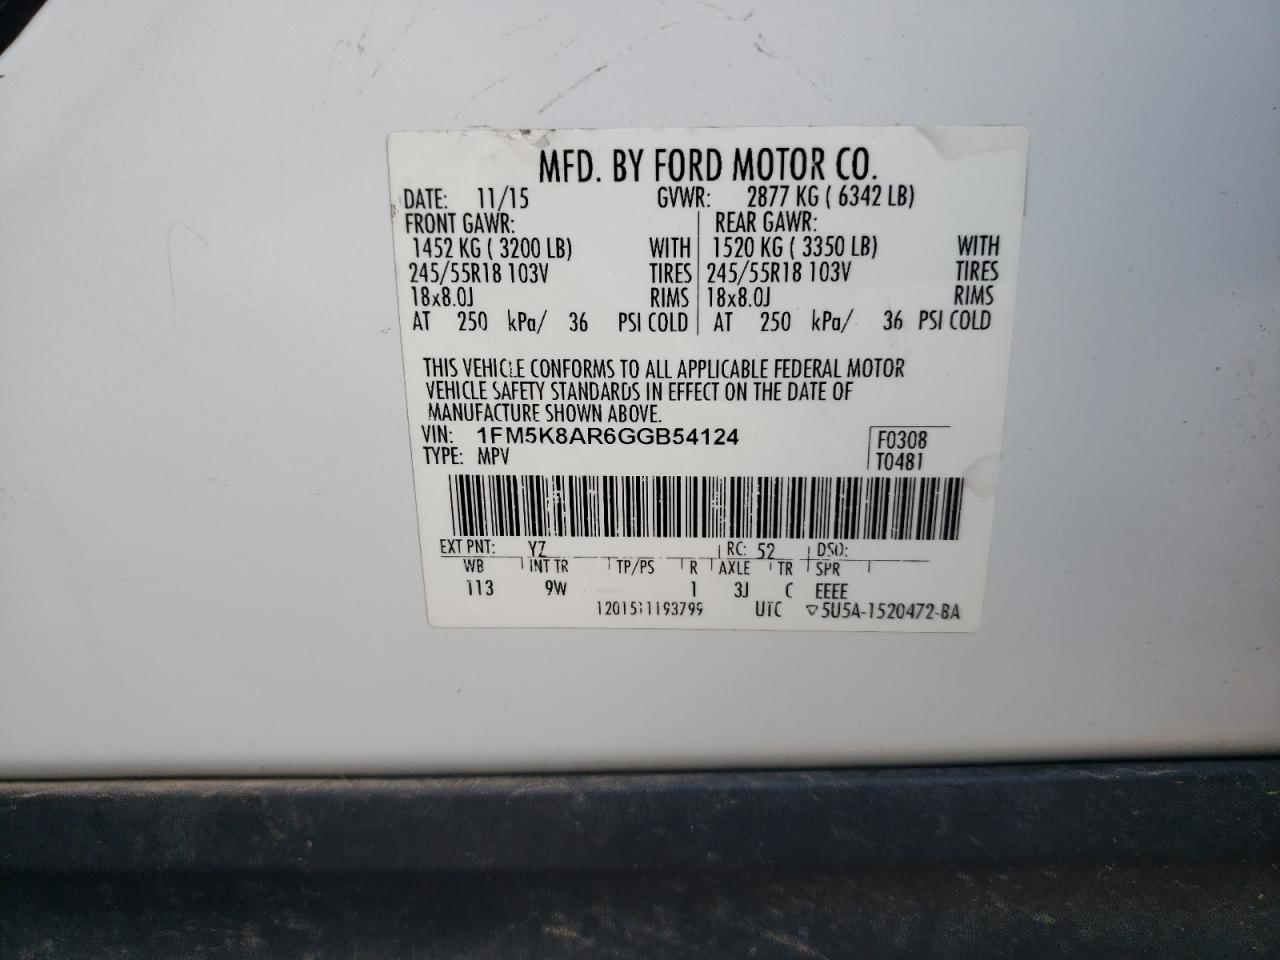 MFD. BY FORD MOTOR CO.
DATE: 11/15 GVWR: 2877 KG ( 6342 LB)
FRONT GAWR: REAR GAWR:
1452 KG ( 3200 LB) WITH 1520 KG ( 3350 LB) WITH
245/55R18 103V TIRES 245/55R18 103V TIRES
18x8.0J RIMS 18x8.0J RIMS
AT 250 kPa/ 36 PSI COLD AT 250 kPa/ 36 PSI COLD
THIS VEHICLE CONFORMS TO ALL APPLICABLE FEDERAL MOTOR
VEHICLE SAFETY STANDARDS IN EFFECT ON THE DATE OF
MANUFACTURE SHOWN ABOVE.
VIN: 1FM5K8AR6GGB54124 F0308
TYPE: MPV T0481
EXT PNT: YZ RC: 52 DSO:
WB INT TR TP/PS R AXLE TR SPR
113 9W 1 3J C EEEE
1201511193799 UTC ▽5U5A-1520472-BA